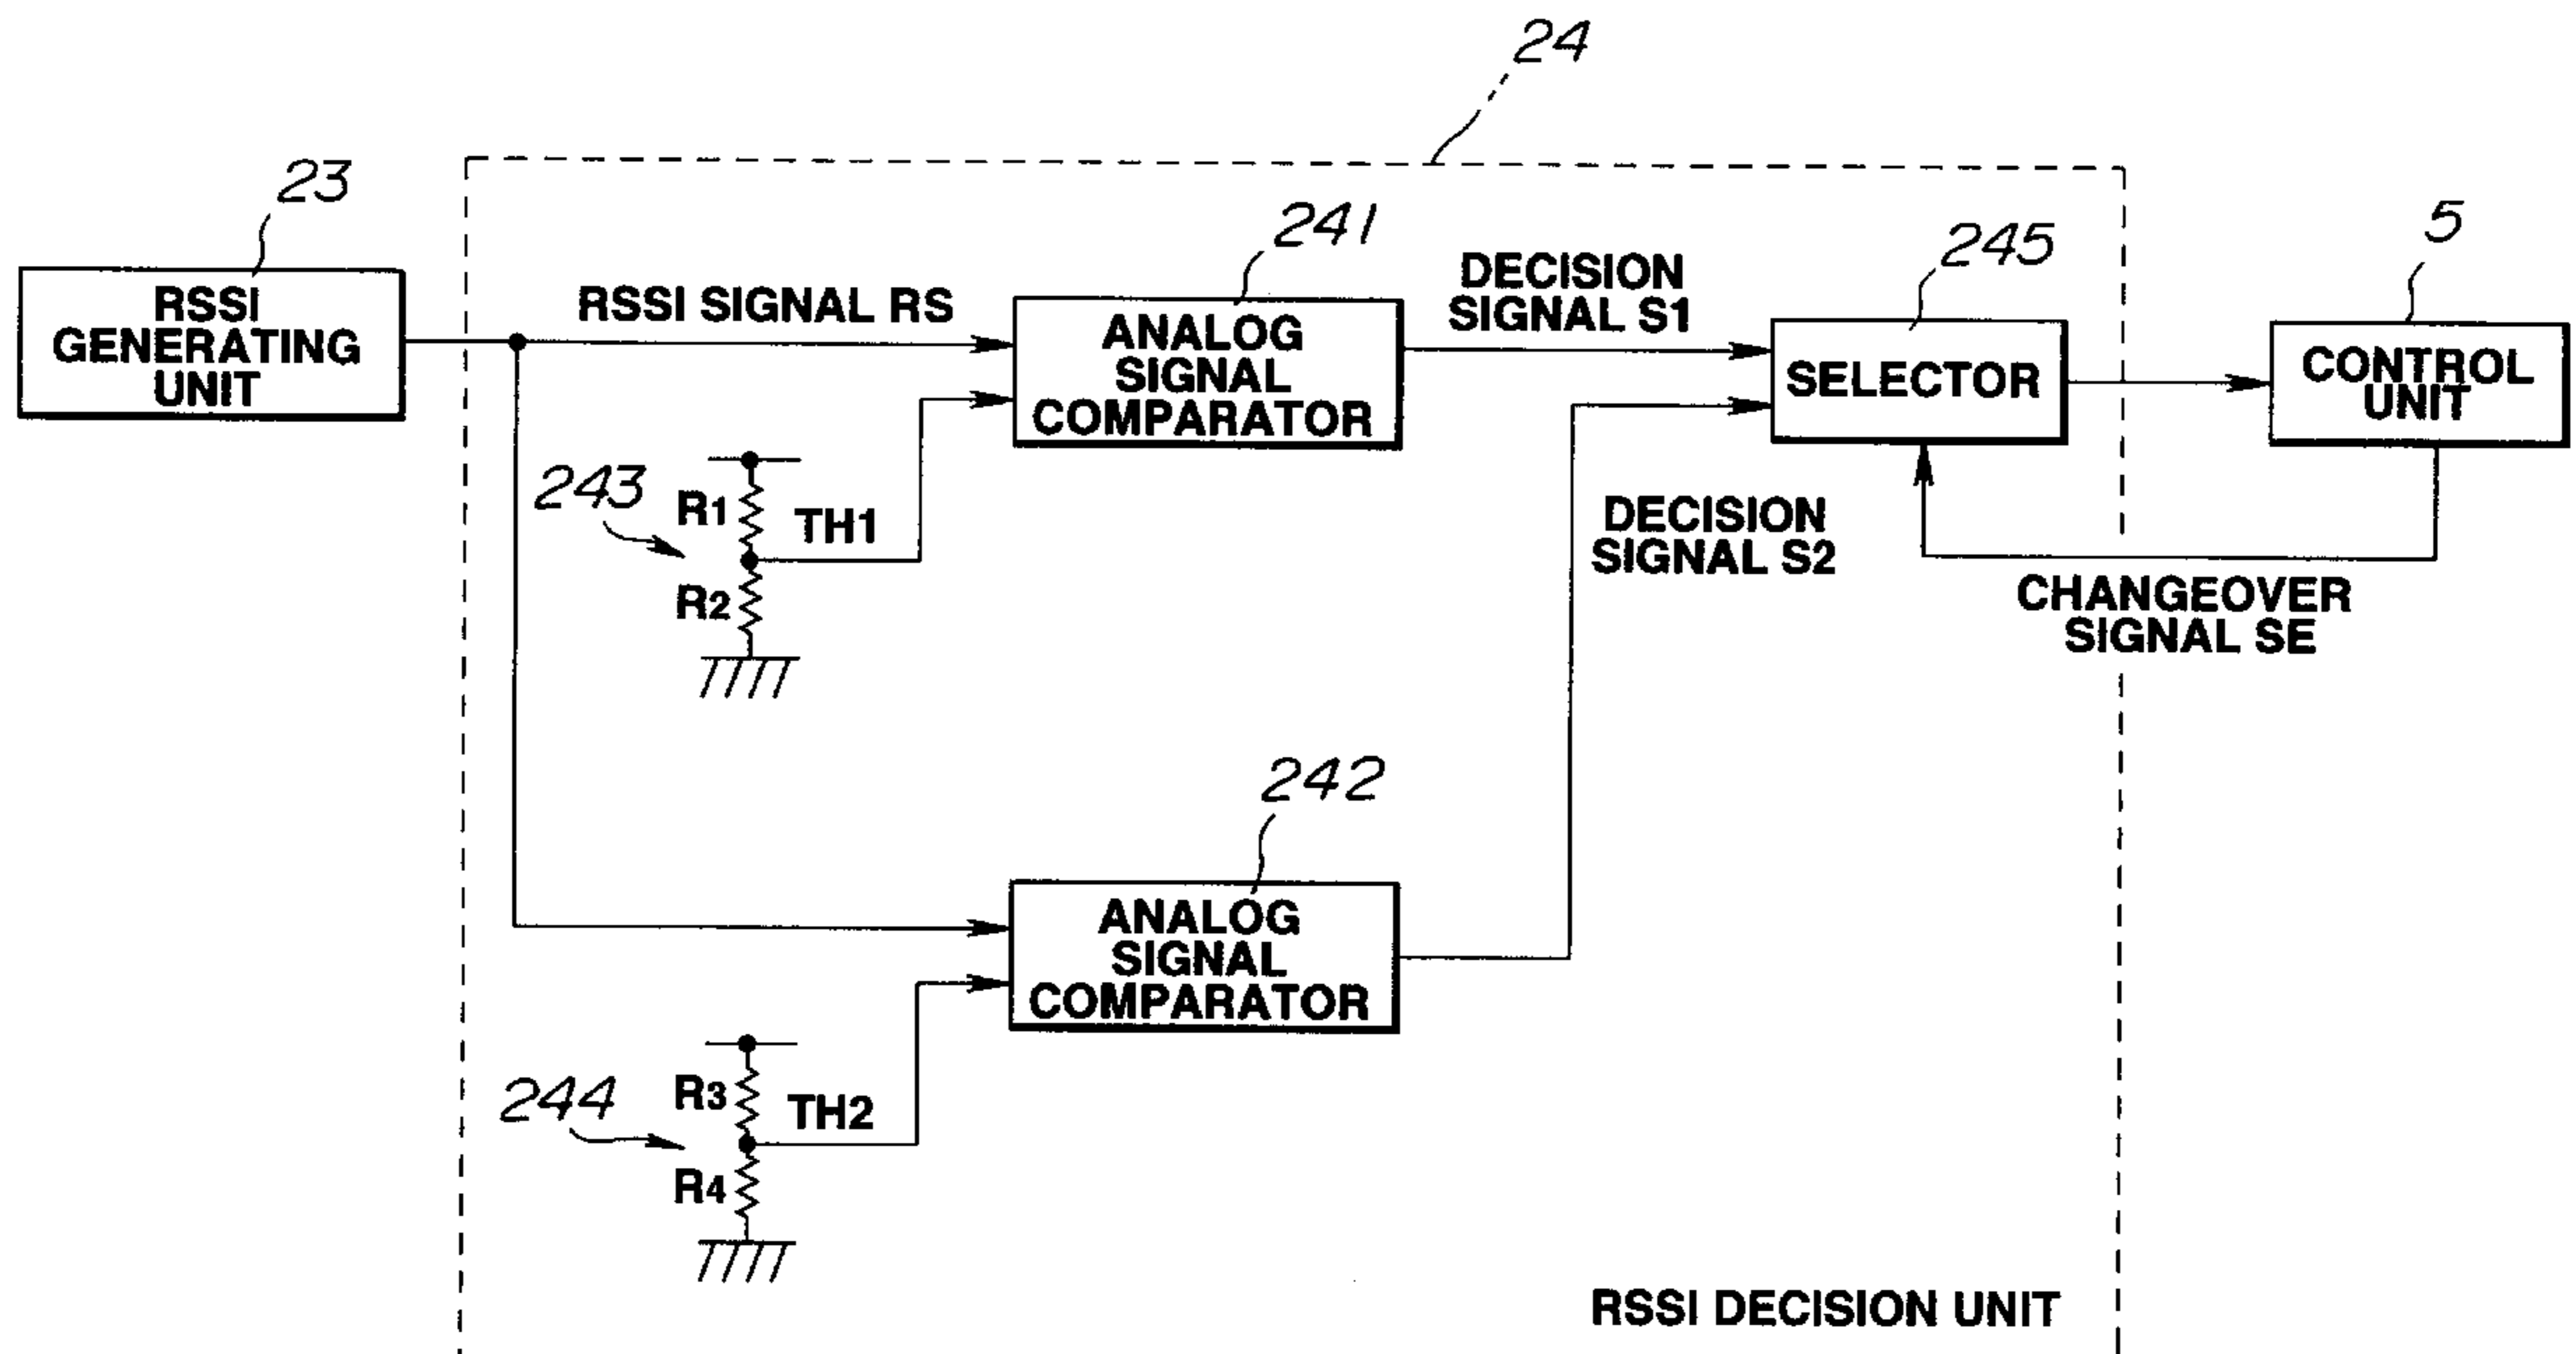 24
23
241
245
5
RSSI
GENERATING
UNIT
RSSI SIGNAL RS
ANALOG
SIGNAL
COMPARATOR
DECISION
SIGNAL S1
SELECTOR
CONTROL
UNIT
243
R1
TH1
R2
DECISION
SIGNAL S2
CHANGEOVER
SIGNAL SE
242
ANALOG
SIGNAL
COMPARATOR
244
R3
TH2
R4
RSSI DECISION UNIT